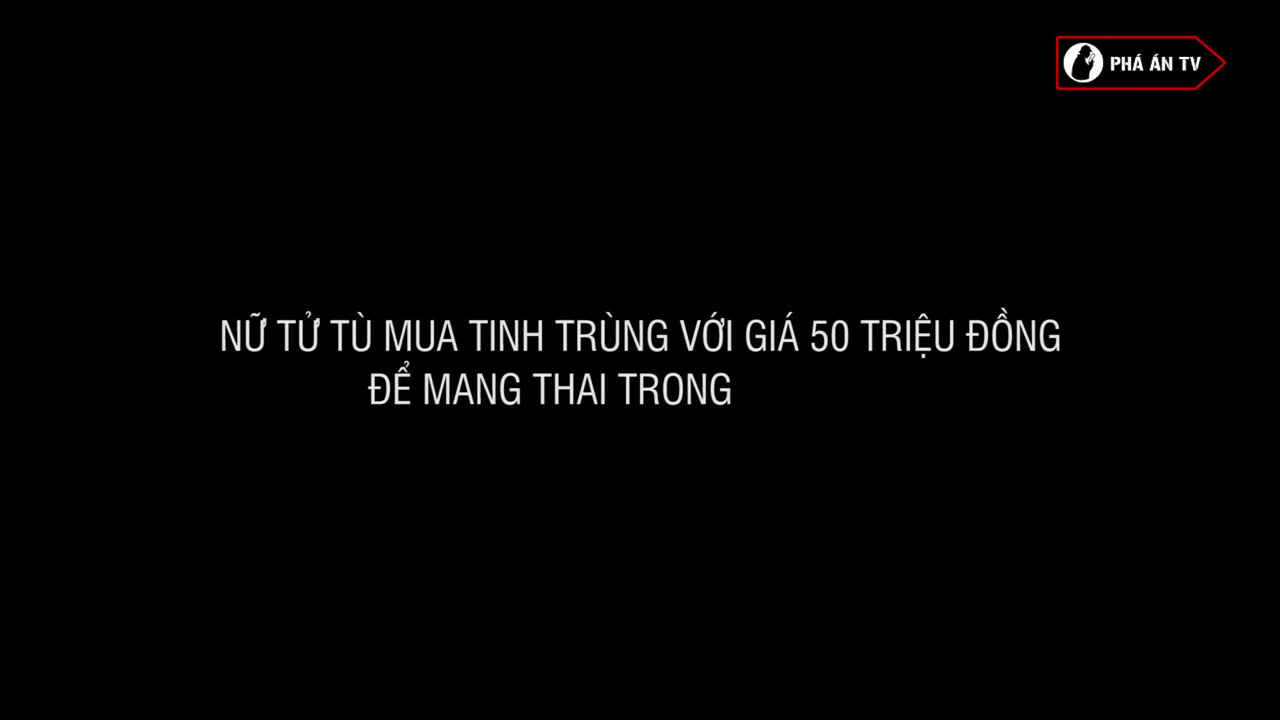 PHÁ ÁN TV
NỮ TỬ TÙ MUA TINH TRÙNG VỚI GIÁ 50 TRIỆU ĐỒNG
ĐỂ MANG THAI TRONG